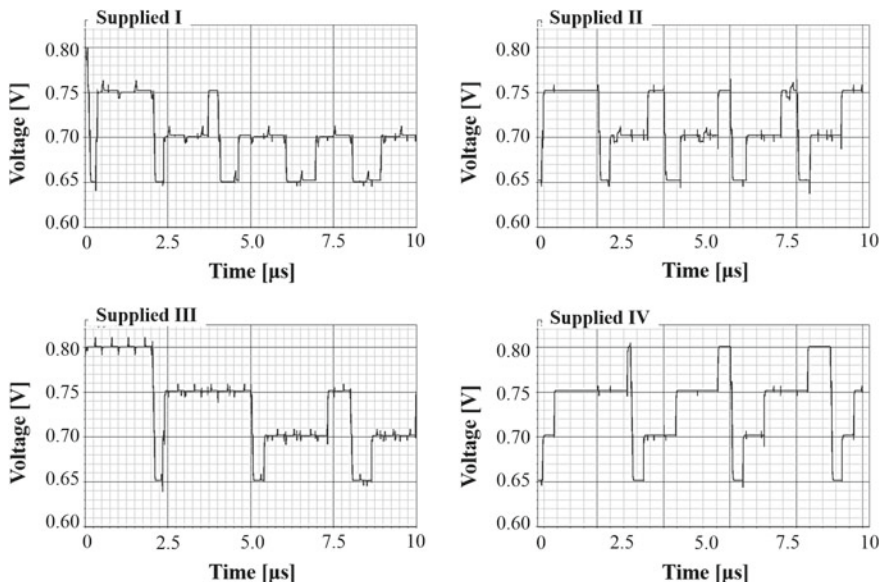 Supplied I
Voltage [V]
0.80
0.75
0.70
0.65
0.60
0 2.5 5.0 7.5 10
Time [μs]
Supplied II
Voltage [V]
0.80
0.75
0.70
0.65
0.60
0 2.5 5.0 7.5 10
Time [μs]
Supplied III
Voltage [V]
0.80
0.75
0.70
0.65
0.60
0 2.5 5.0 7.5 10
Time [μs]
Supplied IV
Voltage [V]
0.80
0.75
0.70
0.65
0.60
0 2.5 5.0 7.5 10
Time [μs]